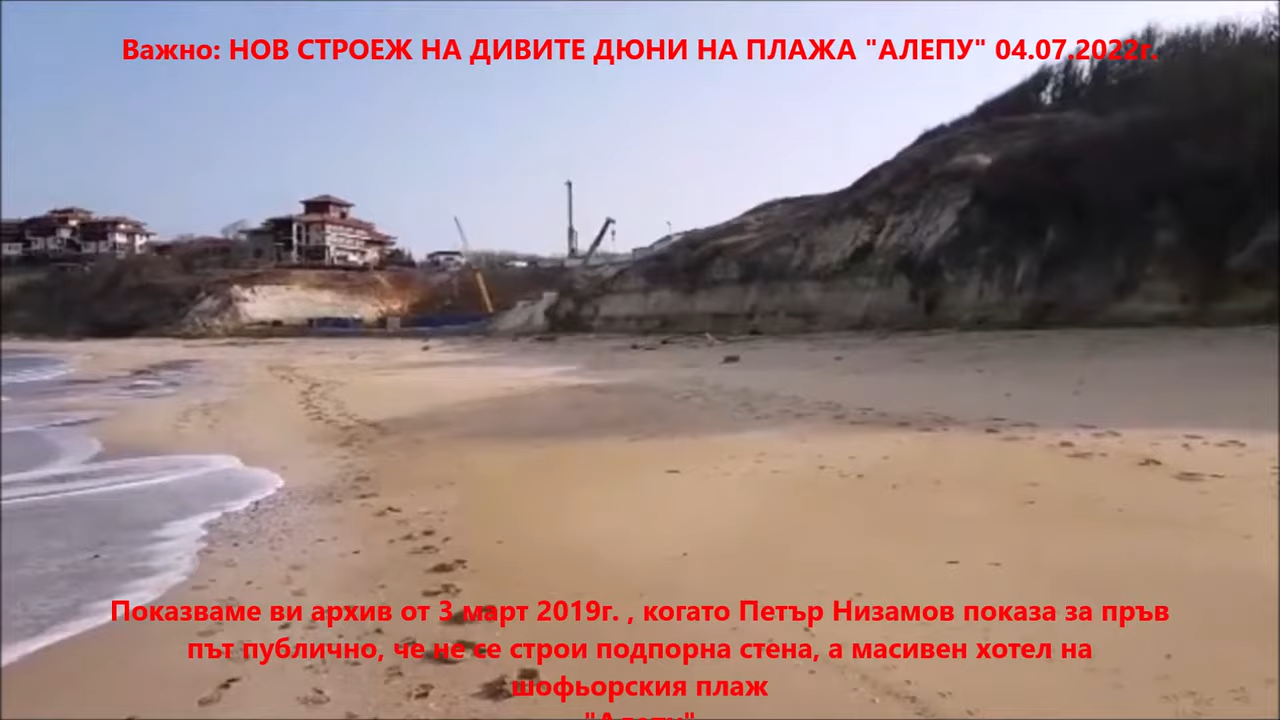 Важно: НОВ СТРОЕЖ НА ДИВИТЕ ДЮНИ НА ПЛАЖА "АЛЕПУ" 04.07.2022г.
Показваме ви архив от 3 март 2019г. , когато Петър Низамов показа за пръв
път публично, че не се строи подпорна стена, а масивен хотел на
шофьорския плаж
"Алепу"